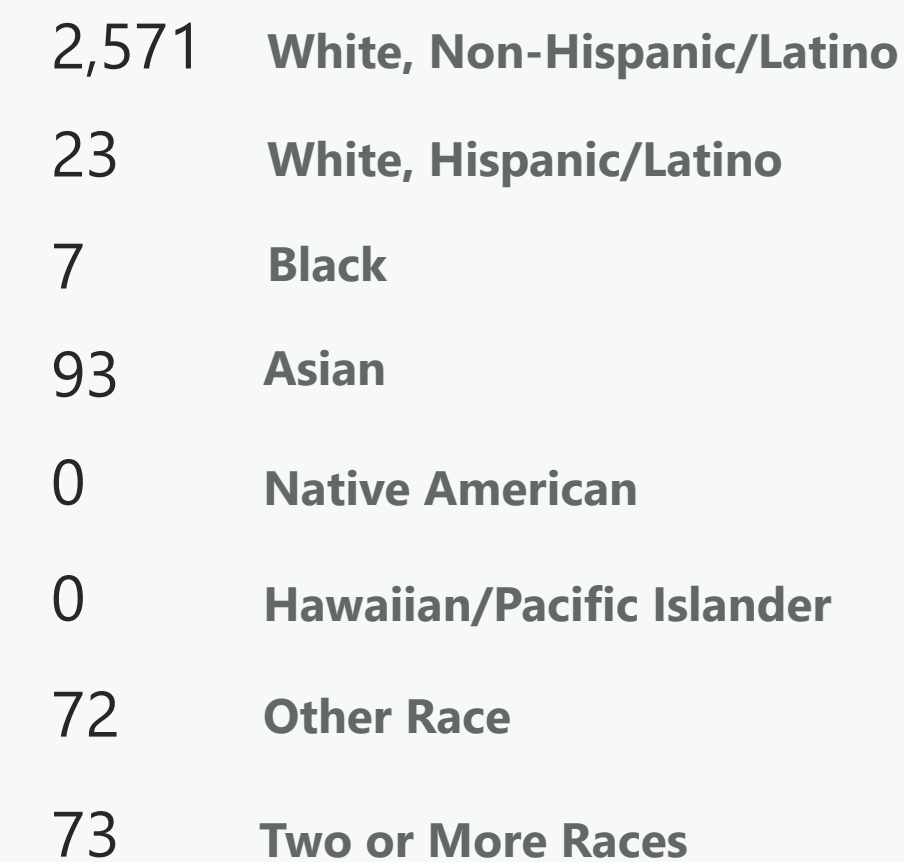 2,571 White, Non-Hispanic/Latino
23 White, Hispanic/Latino
7 Black
93 Asian
0 Native American
0 Hawaiian/Pacific Islander
72 Other Race
73 Two or More Races